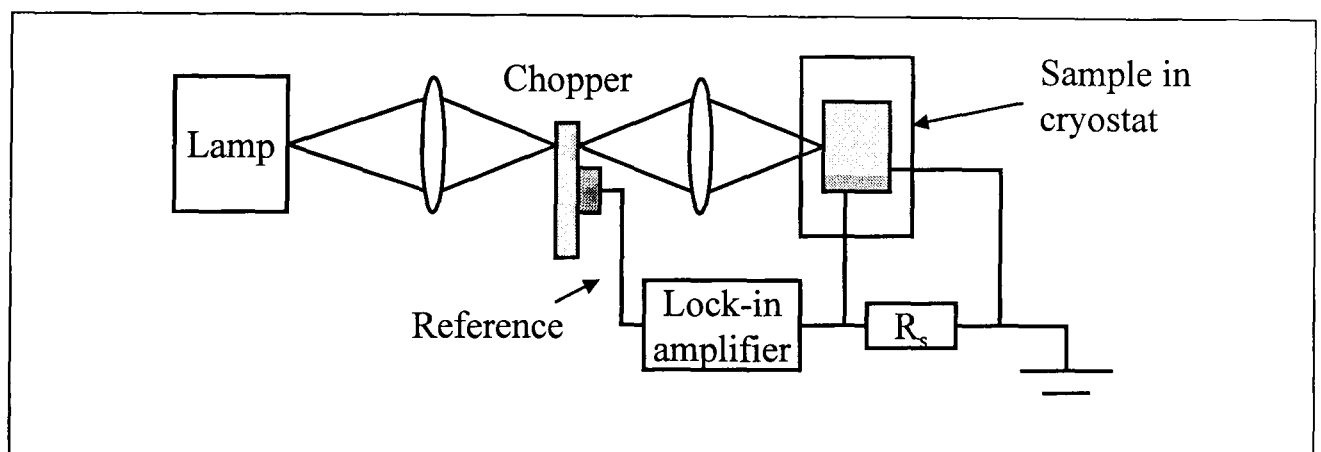 Lamp
Chopper
Sample in
cryostat
Reference
Lock-in
amplifier
Rs